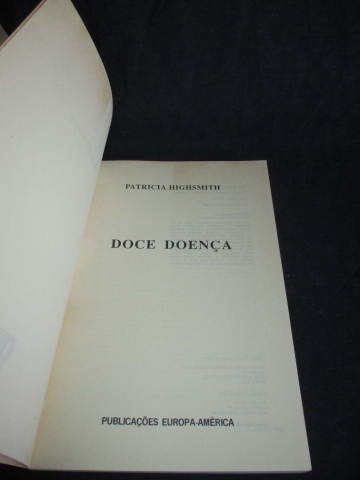 PATRICIA HIGHSMITH
DOCE DOENÇA
PUBLICAÇÕES EUROPA-AMÉRICA